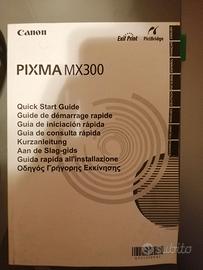 Canon
Exif Print
PictBridge
PIXMA MX300
Quick Start Guide
Guide de démarrage rapide
Guía de iniciación rápida
Guia de consulta rápida
Kurzanleitung
Aan de Slag-gids
Guida rapida all'installazione
Οδηγός Γρήγορης Εκκίνησης
subito